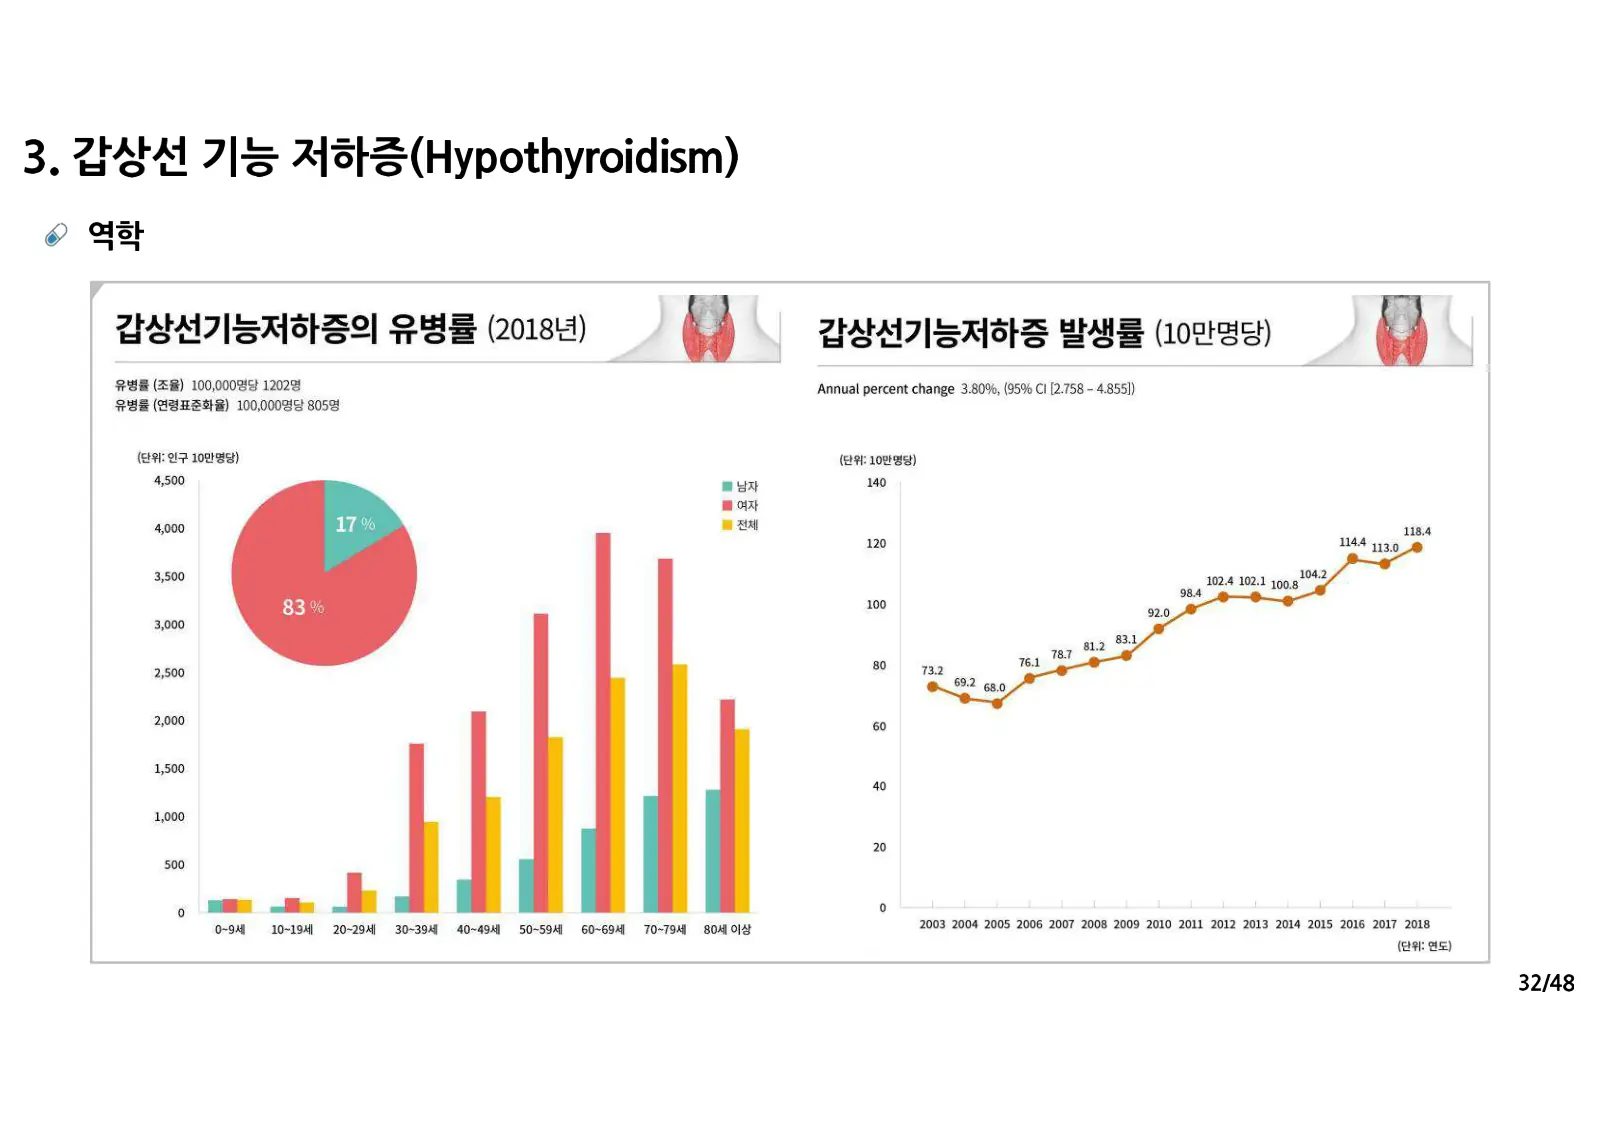 3. 갑상선 기능 저하증(Hypothyroidism)
역학
갑상선기능저하증의 유병률 (2018년)
유병률 (조율) 100,000명당 1202명
유병률 (연령표준화율) 100,000명당 805명
(단위: 인구 10만명당)
4,500
4,000
3,500
3,000
2,500
2,000
1,500
1,000
500
0
17 %
83 %
남자
여자
전체
0~9세 10~19세 20~29세 30~39세 40~49세 50~59세 60~69세 70~79세 80세 이상
갑상선기능저하증 발생률 (10만명당)
Annual percent change 3.80%, (95% CI [2.758 – 4.855])
(단위: 10만명당)
140
120
100
80
60
40
20
0
73.2 69.2 68.0 76.1 78.7 81.2 83.1 92.0 98.4 102.4 102.1 100.8 104.2 114.4 113.0 118.4
2003 2004 2005 2006 2007 2008 2009 2010 2011 2012 2013 2014 2015 2016 2017 2018
(단위: 연도)
32/48